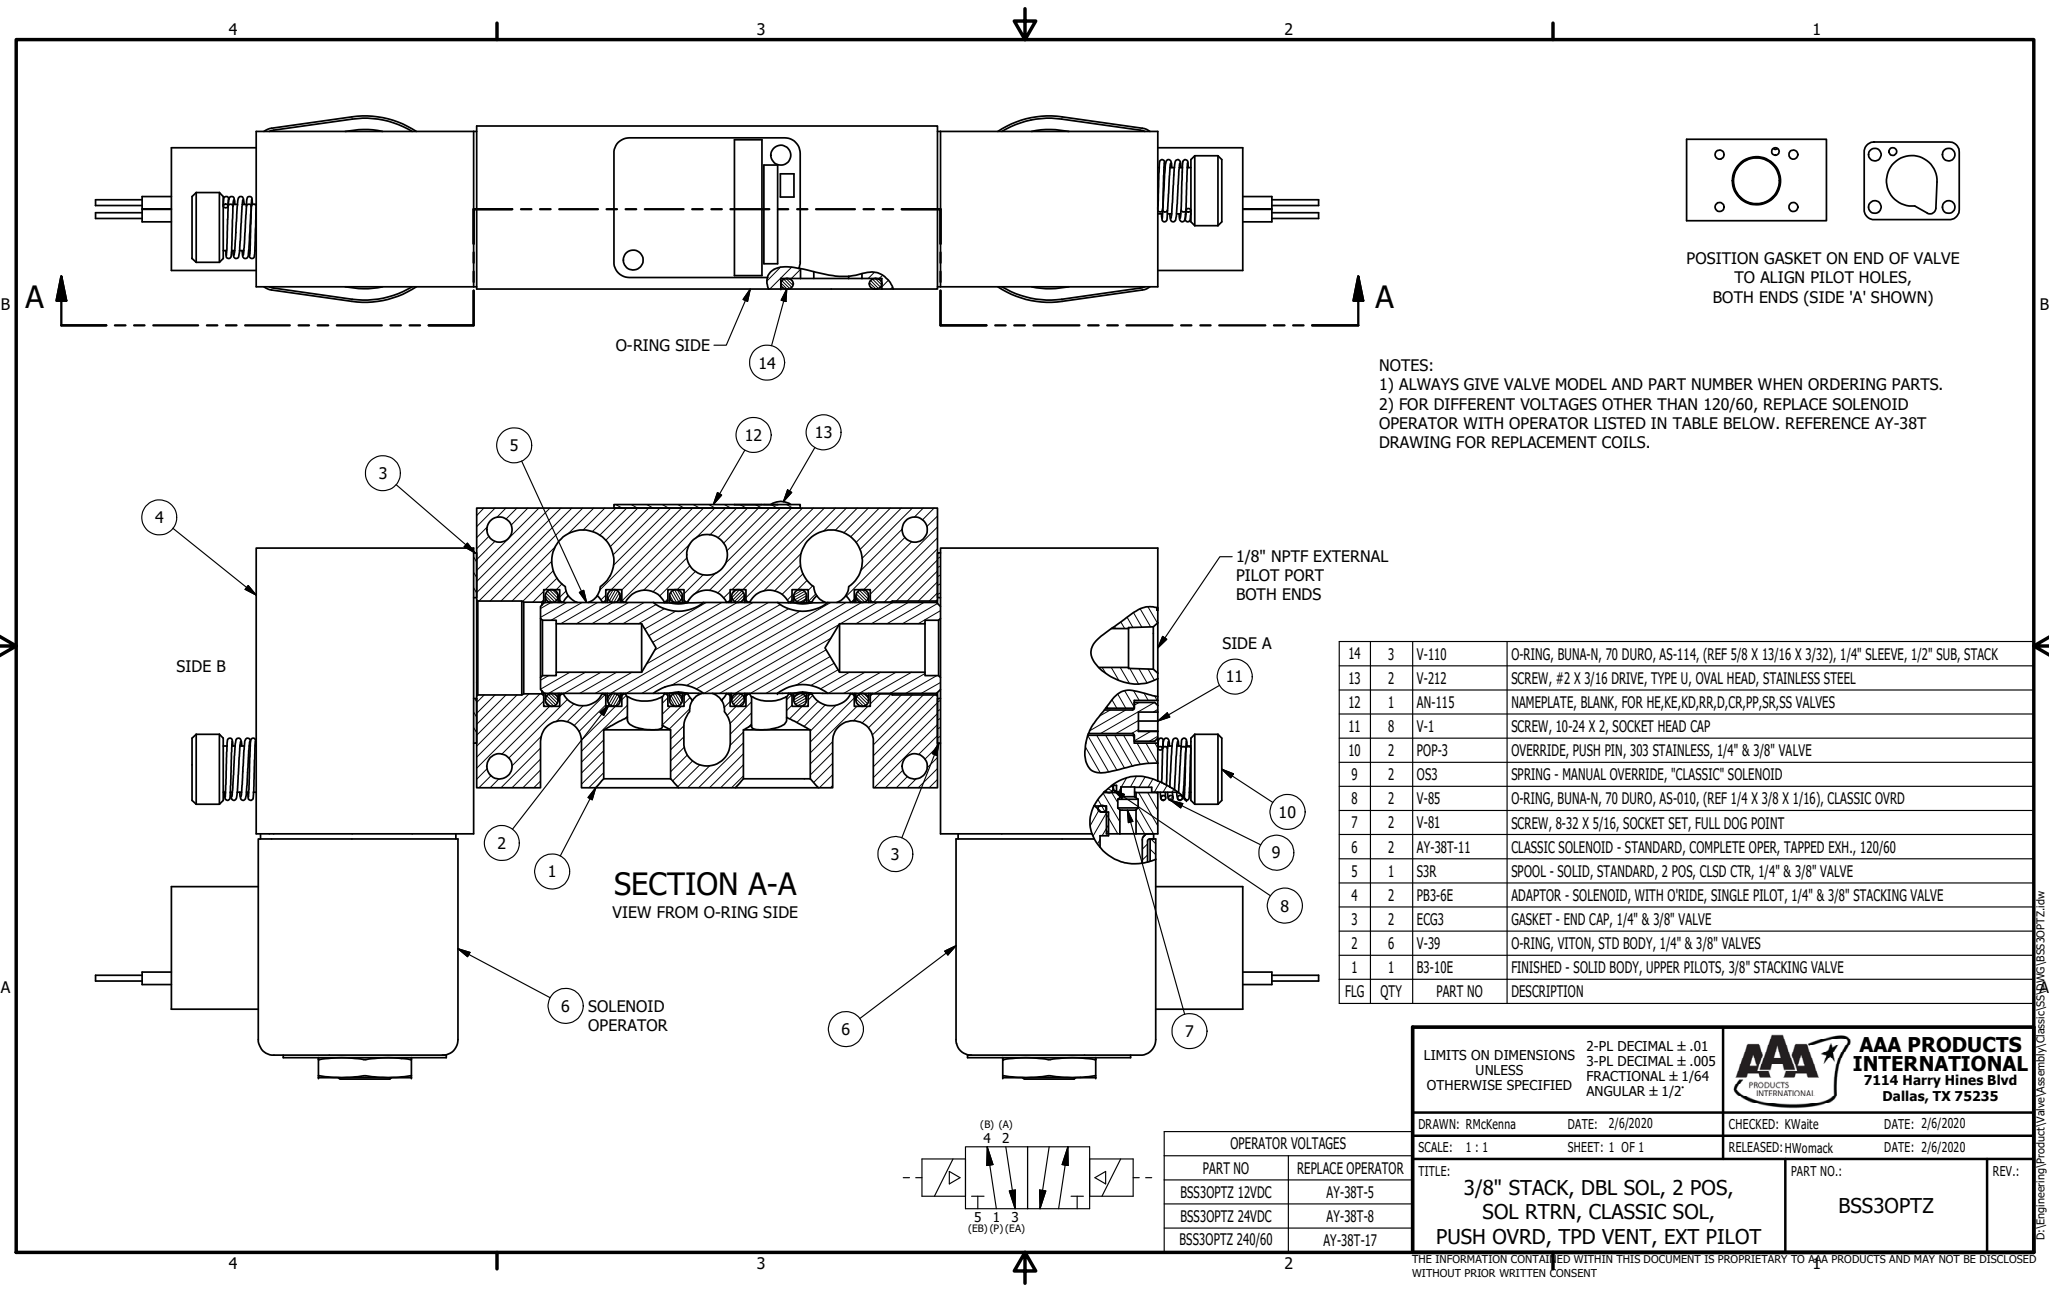 4 3 2 1
B
A A
B
O-RING SIDE
14
POSITION GASKET ON END OF VALVE
TO ALIGN PILOT HOLES,
BOTH ENDS (SIDE 'A' SHOWN)
NOTES:
1) ALWAYS GIVE VALVE MODEL AND PART NUMBER WHEN ORDERING PARTS.
2) FOR DIFFERENT VOLTAGES OTHER THAN 120/60, REPLACE SOLENOID
OPERATOR WITH OPERATOR LISTED IN TABLE BELOW. REFERENCE AY-38T
DRAWING FOR REPLACEMENT COILS.
4
3
5
12
13
1/8" NPTF EXTERNAL
PILOT PORT
BOTH ENDS
SIDE B
SIDE A
11
10
9
8
7
2
1
3
SECTION A-A
VIEW FROM O-RING SIDE
6 SOLENOID
OPERATOR
6
14 3 V-110 O-RING, BUNA-N, 70 DURO, AS-114, (REF 5/8 X 13/16 X 3/32), 1/4" SLEEVE, 1/2" SUB, STACK
13 2 V-212 SCREW, #2 X 3/16 DRIVE, TYPE U, OVAL HEAD, STAINLESS STEEL
12 1 AN-115 NAMEPLATE, BLANK, FOR HE,KE,KD,RR,D,CR,PP,SR,SS VALVES
11 8 V-1 SCREW, 10-24 X 2, SOCKET HEAD CAP
10 2 POP-3 OVERRIDE, PUSH PIN, 303 STAINLESS, 1/4" & 3/8" VALVE
9 2 OS3 SPRING - MANUAL OVERRIDE, "CLASSIC" SOLENOID
8 2 V-85 O-RING, BUNA-N, 70 DURO, AS-010, (REF 1/4 X 3/8 X 1/16), CLASSIC OVRD
7 2 V-81 SCREW, 8-32 X 5/16, SOCKET SET, FULL DOG POINT
6 2 AY-38T-11 CLASSIC SOLENOID - STANDARD, COMPLETE OPER, TAPPED EXH., 120/60
5 1 S3R SPOOL - SOLID, STANDARD, 2 POS, CLSD CTR, 1/4" & 3/8" VALVE
4 2 PB3-6E ADAPTOR - SOLENOID, WITH O'RIDE, SINGLE PILOT, 1/4" & 3/8" STACKING VALVE
3 2 ECG3 GASKET - END CAP, 1/4" & 3/8" VALVE
2 6 V-39 O-RING, VITON, STD BODY, 1/4" & 3/8" VALVES
1 1 B3-10E FINISHED - SOLID BODY, UPPER PILOTS, 3/8" STACKING VALVE
FLG QTY PART NO DESCRIPTION
A
A
D:\Engineering\Product\Valve\Assembly\Classic\SS\DWG\BSS3OPTZ.idw
LIMITS ON DIMENSIONS
UNLESS
OTHERWISE SPECIFIED
2-PL DECIMAL ± .01
3-PL DECIMAL ± .005
FRACTIONAL ± 1/64
ANGULAR ± 1/2°
AAA
PRODUCTS
INTERNATIONAL
AAA PRODUCTS
INTERNATIONAL
7114 Harry Hines Blvd
Dallas, TX 75235
DRAWN: RMcKenna DATE: 2/6/2020 CHECKED: KWaite DATE: 2/6/2020
SCALE: 1 : 1 SHEET: 1 OF 1 RELEASED: HWomack DATE: 2/6/2020
TITLE:
3/8" STACK, DBL SOL, 2 POS,
SOL RTRN, CLASSIC SOL,
PUSH OVRD, TPD VENT, EXT PILOT
PART NO.:
BSS3OPTZ
REV.:
(B) (A)
4 2
5 1 3
(EB) (P) (EA)
OPERATOR VOLTAGES
PART NO REPLACE OPERATOR
BSS3OPTZ 12VDC AY-38T-5
BSS3OPTZ 24VDC AY-38T-8
BSS3OPTZ 240/60 AY-38T-17
4 3 2 1
THE INFORMATION CONTAINED WITHIN THIS DOCUMENT IS PROPRIETARY TO AAA PRODUCTS AND MAY NOT BE DISCLOSED
WITHOUT PRIOR WRITTEN CONSENT